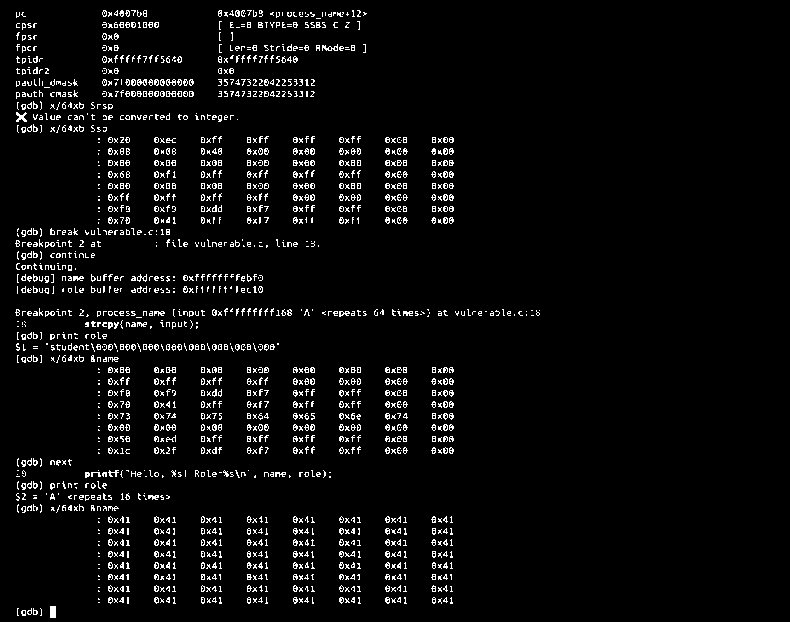 pc 0x4007b8 0x4007b8 <process_name+12>
cpsr 0x60001000 [ EL=0 BTYPE=0 SSBS C Z ]
fpsr 0x0 [ ]
fpcr 0x0 [ Len=0 Stride=0 RMode=0 ]
tpidr 0xfffff7ff5640 0xfffff7ff5640
tpidr2 0x0 0x0
pauth_dmask 0x7f000000000000 35747322042253312
pauth_cmask 0x7f000000000000 35747322042253312
(gdb) x/64xb $rsp
❌ Value can't be converted to integer.
(gdb) x/64xb $sp
: 0x20 0xec 0xff 0xff 0xff 0xff 0x00 0x00
: 0x08 0x08 0x40 0x00 0x00 0x00 0x00 0x00
: 0x00 0x00 0x00 0x00 0x00 0x00 0x00 0x00
: 0x68 0xf1 0xff 0xff 0xff 0xff 0x00 0x00
: 0x00 0x00 0x00 0x00 0x00 0x00 0x00 0x00
: 0xff 0xff 0xff 0xff 0x00 0x00 0x00 0x00
: 0xf0 0xf9 0xdd 0xf7 0xff 0xff 0x00 0x00
: 0x70 0x41 0xff 0xf7 0xff 0xff 0x00 0x00
(gdb) break vulnerable.c:18
Breakpoint 2 at : file vulnerable.c, line 18.
(gdb) continue
Continuing.
[debug] name buffer address: 0xffffffffebf0
[debug] role buffer address: 0xffffffffec10

Breakpoint 2, process_name (input 0xfffffffff168 'A' <repeats 64 times>) at vulnerable.c:18
18 strcpy(name, input);
(gdb) print role
$1 = "student\000\000\000\000\000\000\000\000"
(gdb) x/64xb &name
: 0x00 0x00 0x00 0x00 0x00 0x00 0x00 0x00
: 0xff 0xff 0xff 0xff 0x00 0x00 0x00 0x00
: 0xf0 0xf9 0xdd 0xf7 0xff 0xff 0x00 0x00
: 0x70 0x41 0xff 0xf7 0xff 0xff 0x00 0x00
: 0x73 0x74 0x75 0x64 0x65 0x6e 0x74 0x00
: 0x00 0x00 0x00 0x00 0x00 0x00 0x00 0x00
: 0x50 0xed 0xff 0xff 0xff 0xff 0x00 0x00
: 0x1c 0x2f 0xdf 0xf7 0xff 0xff 0x00 0x00
(gdb) next
19 printf("Hello, %s! Role=%s\n", name, role);
(gdb) print role
$2 = 'A' <repeats 16 times>
(gdb) x/64xb &name
: 0x41 0x41 0x41 0x41 0x41 0x41 0x41 0x41
: 0x41 0x41 0x41 0x41 0x41 0x41 0x41 0x41
: 0x41 0x41 0x41 0x41 0x41 0x41 0x41 0x41
: 0x41 0x41 0x41 0x41 0x41 0x41 0x41 0x41
: 0x41 0x41 0x41 0x41 0x41 0x41 0x41 0x41
: 0x41 0x41 0x41 0x41 0x41 0x41 0x41 0x41
: 0x41 0x41 0x41 0x41 0x41 0x41 0x41 0x41
: 0x41 0x41 0x41 0x41 0x41 0x41 0x41 0x41
(gdb)